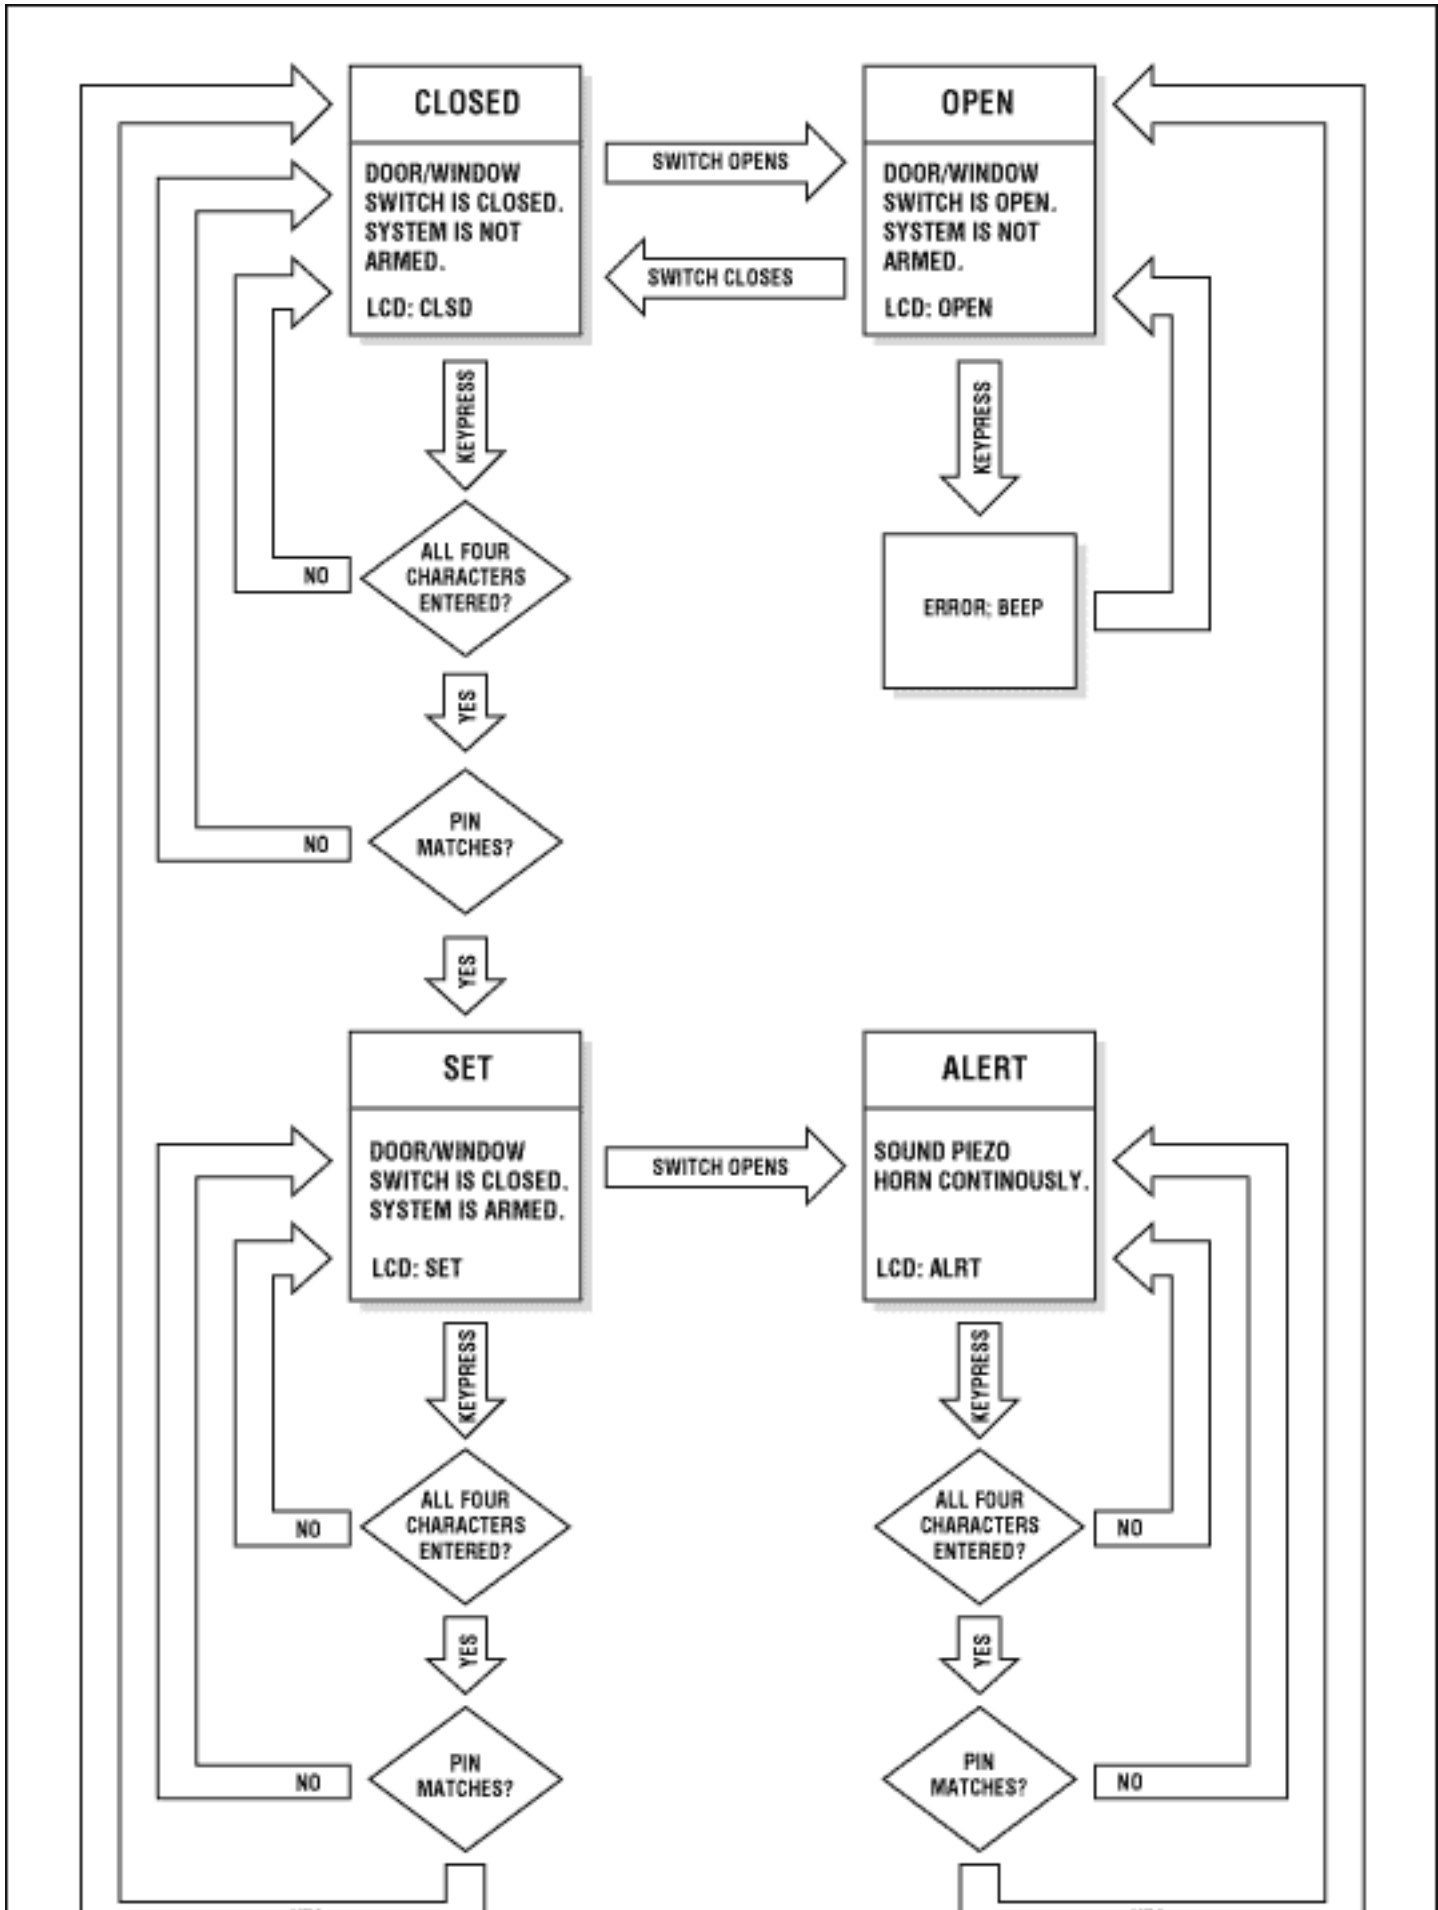 CLOSED
DOOR/WINDOW
SWITCH IS CLOSED.
SYSTEM IS NOT
ARMED.
LCD: CLSD
SWITCH OPENS
SWITCH CLOSES
OPEN
DOOR/WINDOW
SWITCH IS OPEN.
SYSTEM IS NOT
ARMED.
LCD: OPEN
KEYPRESS
KEYPRESS
ALL FOUR
CHARACTERS
ENTERED?
NO
ERROR; BEEP
YES
PIN
MATCHES?
NO
YES
SET
DOOR/WINDOW
SWITCH IS CLOSED.
SYSTEM IS ARMED.
LCD: SET
SWITCH OPENS
ALERT
SOUND PIEZO
HORN CONTINOUSLY.
LCD: ALRT
KEYPRESS
KEYPRESS
ALL FOUR
CHARACTERS
ENTERED?
NO
ALL FOUR
CHARACTERS
ENTERED?
NO
YES
YES
PIN
MATCHES?
NO
PIN
MATCHES?
NO